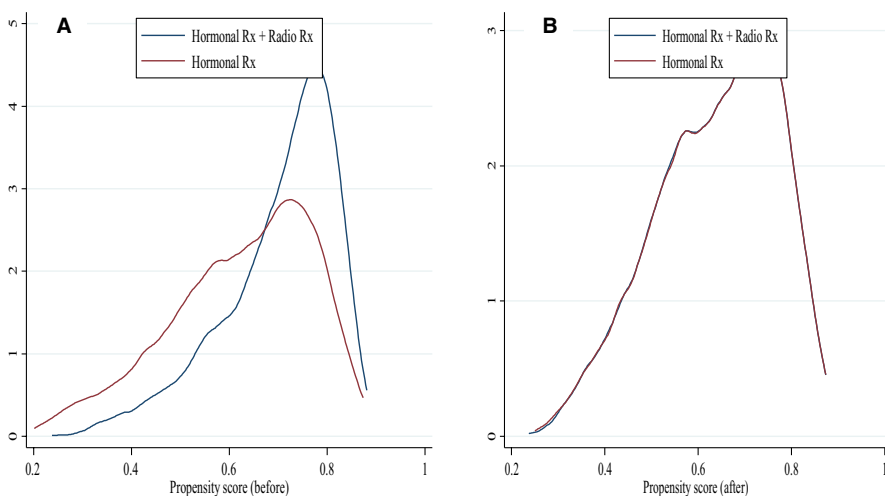 A
Hormonal Rx + Radio Rx
Hormonal Rx
5
4
3
2
1
0
0.2 0.4 0.6 0.8 1
Propensity score (before)
B
Hormonal Rx + Radio Rx
Hormonal Rx
3
2
1
0
0.2 0.4 0.6 0.8 1
Propensity score (after)